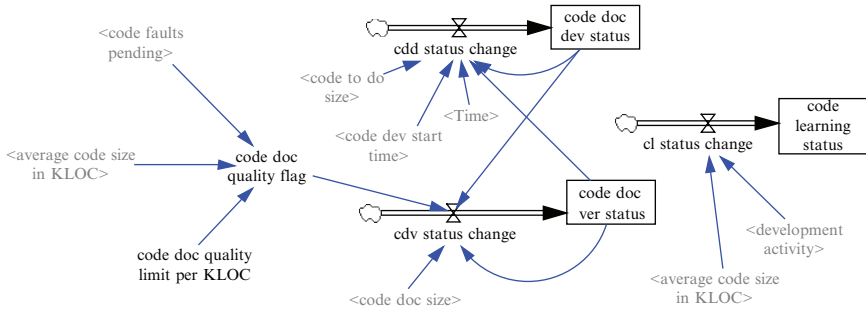 <code faults
pending>
cdd status change
code doc
dev status
<code to do
size>
<Time>
<code dev start
time>
<average code size
in KLOC>
code doc
quality flag
code doc quality
limit per KLOC
cdv status change
code doc
ver status
<code doc size>
cl status change
code
learning
status
<development
activity>
<average code size
in KLOC>